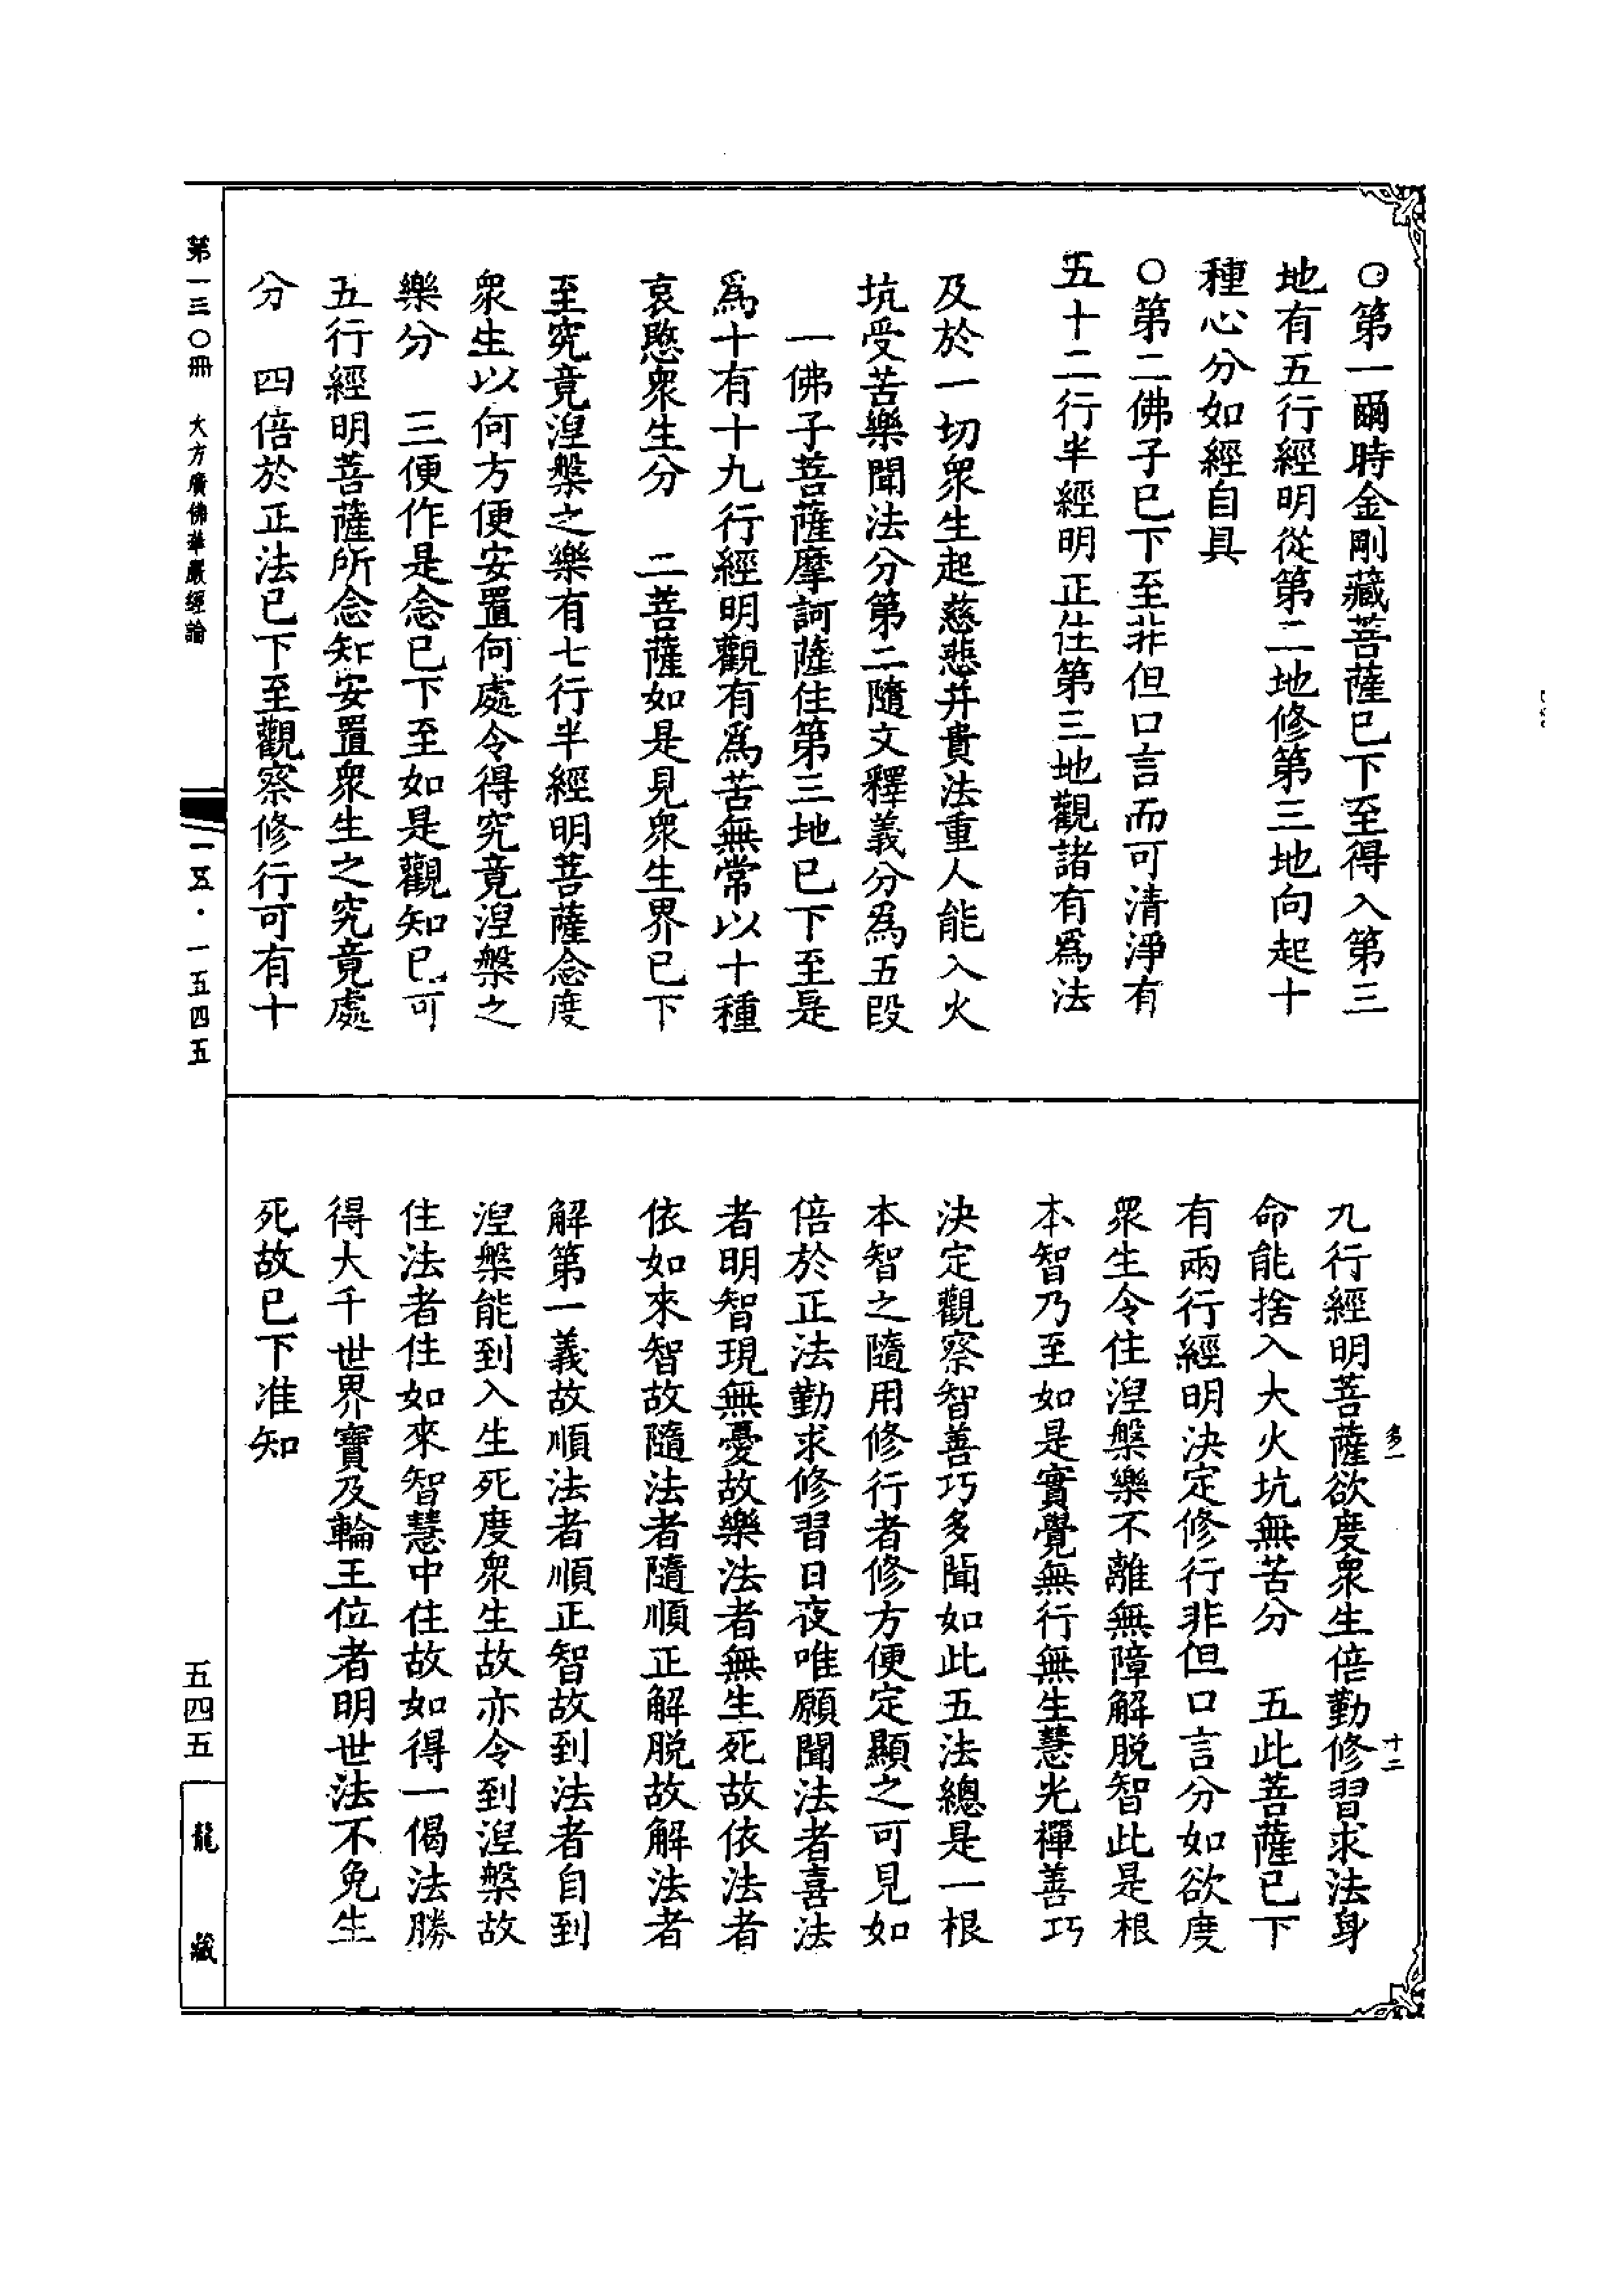 〇第一爾時金剛藏菩薩已下至得入第三
地有五行經明從第二地修第三地向起十
種心分如經自具
〇第二佛子已下至非但口言而可清淨有
五十二行半經明正住第三地觀諸有爲法
及於一切衆生起慈悲并貴法重人能入火
坑受苦樂聞法分第二隨文釋義分爲五段
一佛子菩薩摩訶薩住第三地已下至是
爲十有十九行經明觀有爲苦無常以十種
哀愍衆生分　二菩薩如是見衆生界已下
至究竟涅槃之樂有七行半經明菩薩念度
衆生以何方便安置何處令得究竟涅槃之
樂分　三便作是念已下至如是觀知已可
五行經明菩薩所念知安置衆生之究竟處
分　四倍於正法已下至觀察修行可有十
九行經明菩薩欲度衆生倍勤修習求法身
命能捨入大火坑無苦分　五此菩薩已下
有兩行經明決定修行非但口言分如欲度
衆生令住涅槃樂不離無障解脱智此是根
本智乃至如是實覺無行無生慧光禪善巧
決定觀察智善巧多聞如此五法總是一根
本智之隨用修行者修方便定顯之可見如
倍於正法勤求修習日夜唯願聞法者喜法
者明智現無憂故樂法者無生死故依法者
依如來智故隨法者隨順正解脱故解法者
解第一義故順法者順正智故到法者自到
涅槃能到入生死度衆生故亦令到涅槃故
住法者住如來智慧中住故如得一偈法勝
得大千世界寶及輪王位者明世法不免生
死故已下准知
多一
十二
第一三〇冊　大方廣佛華嚴經論
一五・一五四五
五四五
龍藏